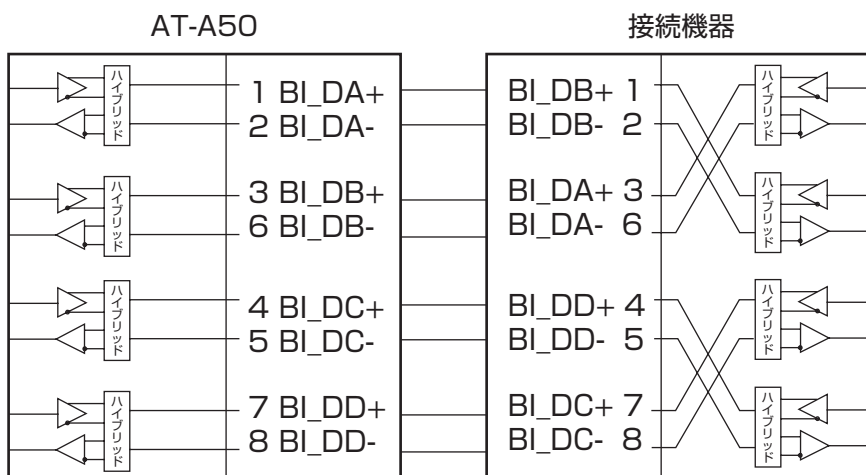 AT-A50
接続機器
ハイブリッド
1 BI_DA+
2 BI_DA-
ハイブリッド
3 BI_DB+
6 BI_DB-
ハイブリッド
4 BI_DC+
5 BI_DC-
ハイブリッド
7 BI_DD+
8 BI_DD-
BI_DB+ 1
BI_DB- 2
ハイブリッド
BI_DA+ 3
BI_DA- 6
ハイブリッド
BI_DD+ 4
BI_DD- 5
ハイブリッド
BI_DC+ 7
BI_DC- 8
ハイブリッド